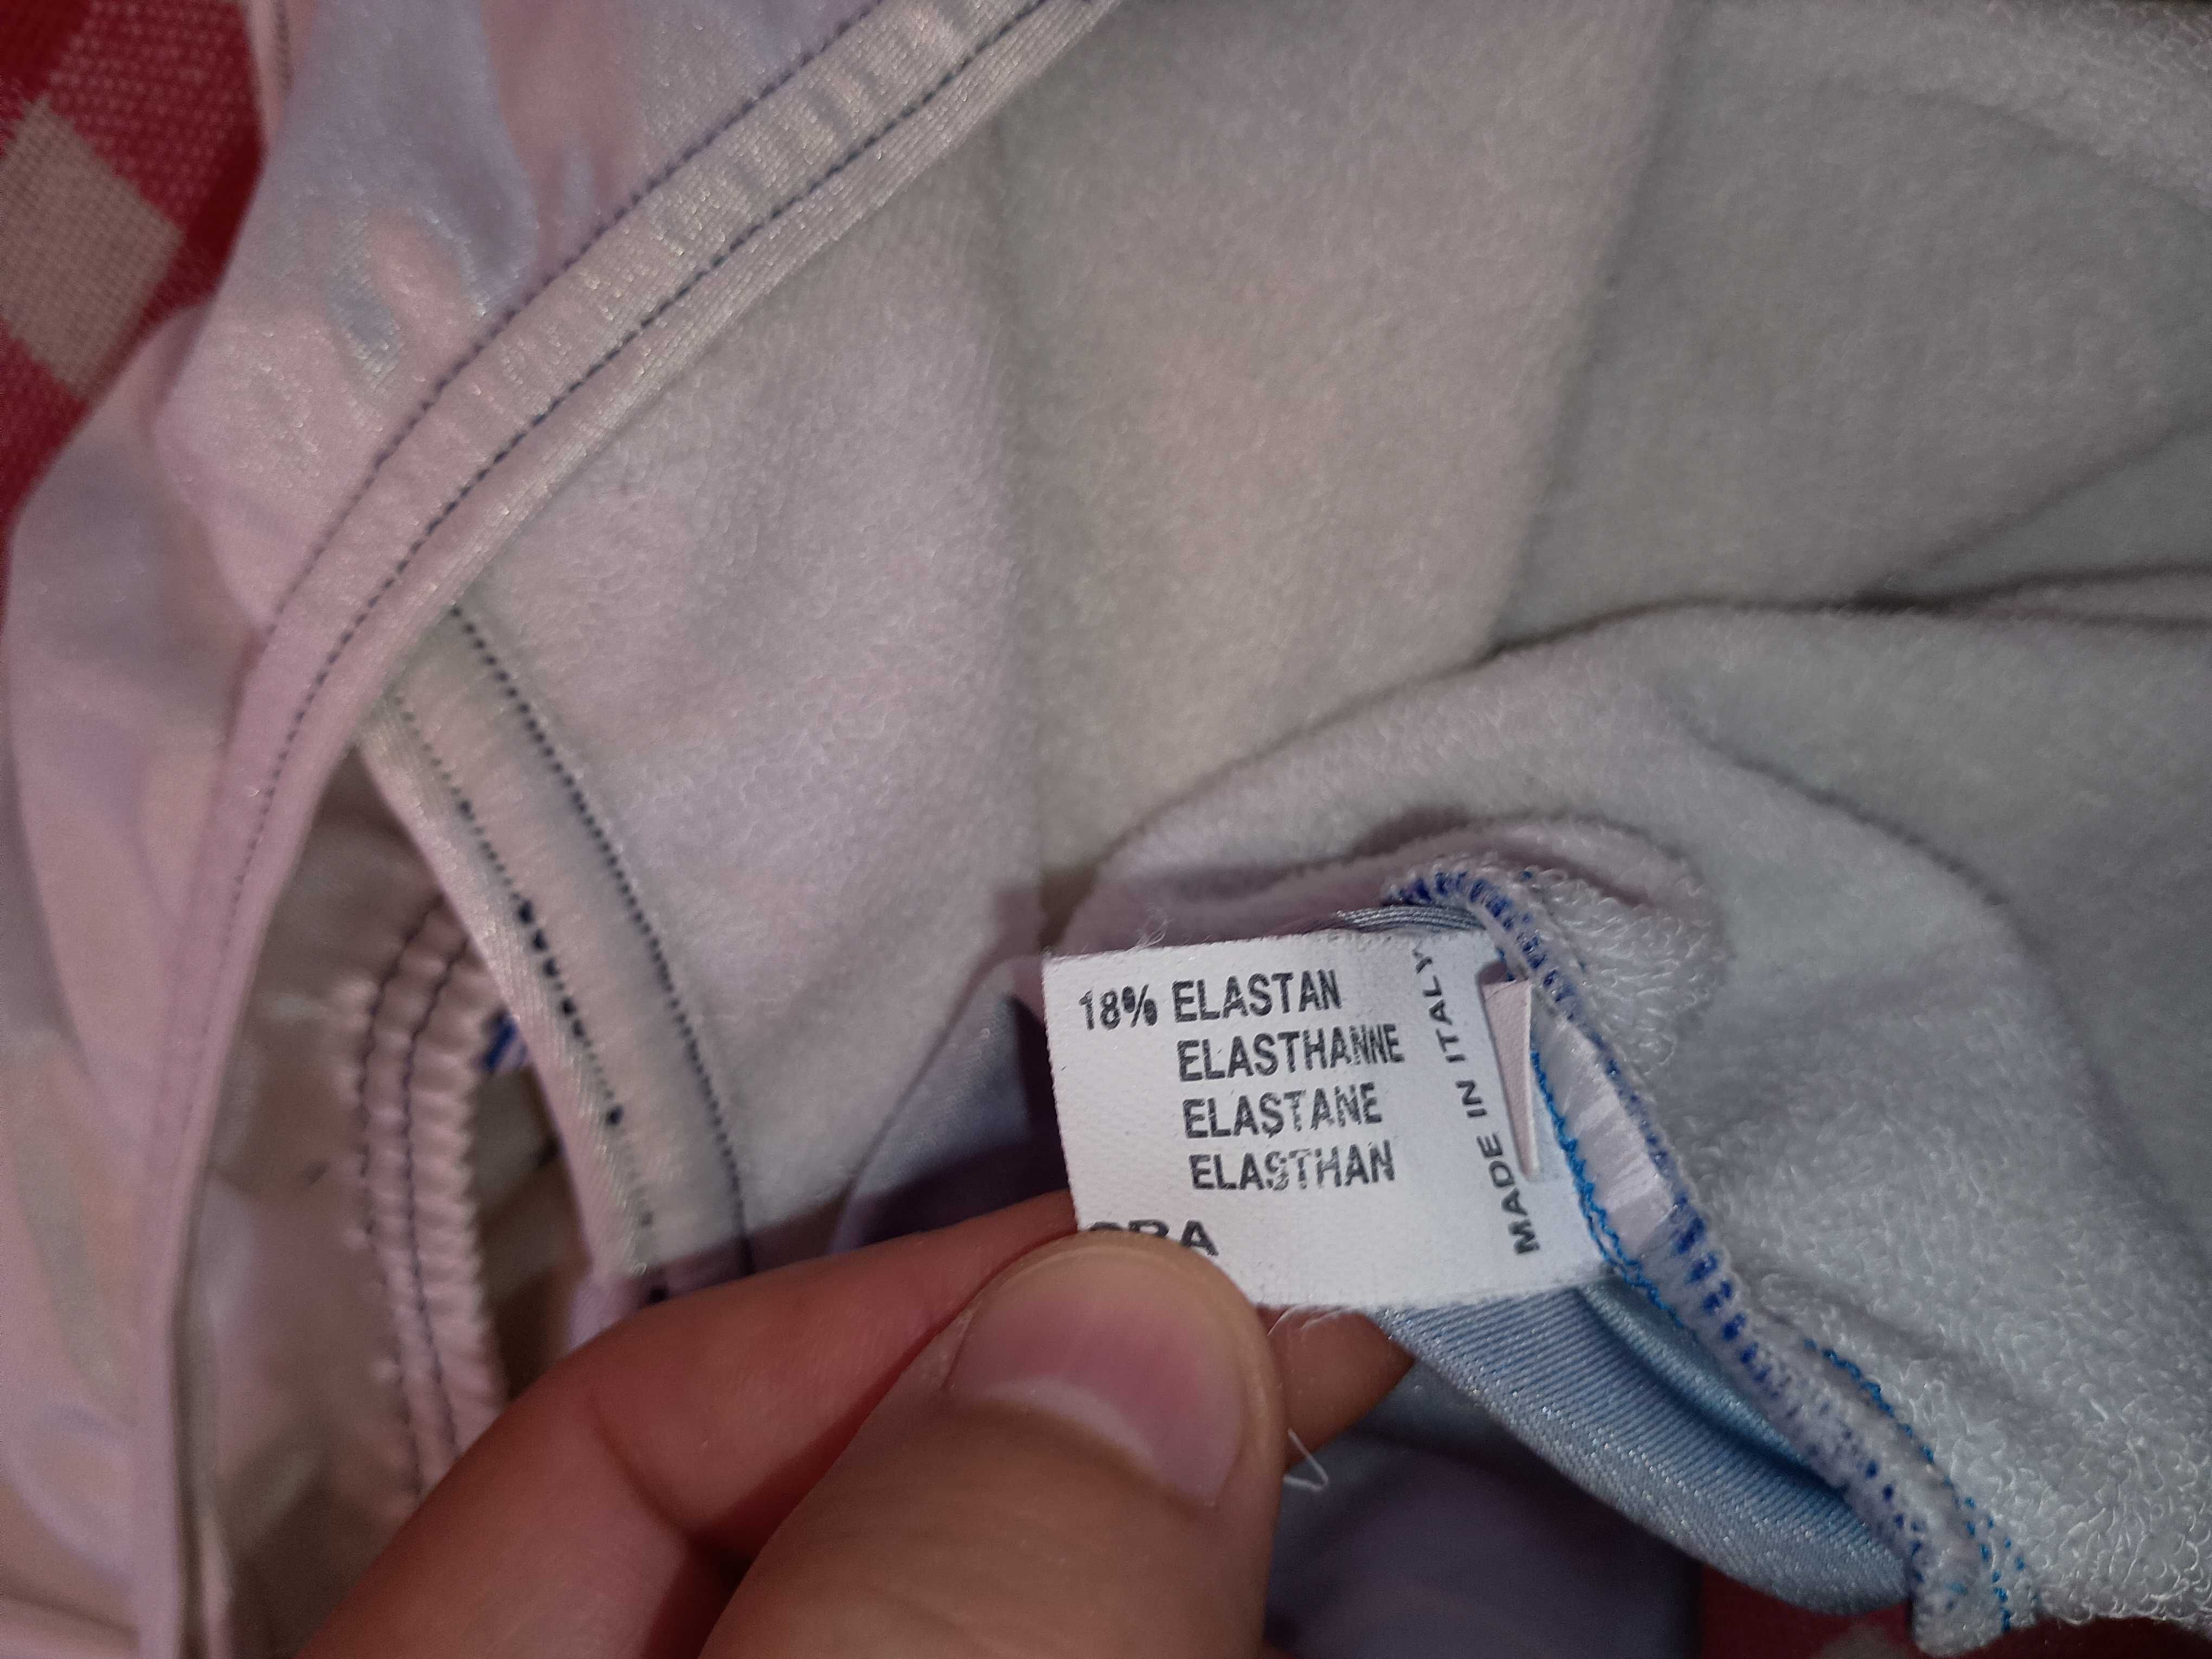 18% ELASTAN
ELASTHANNE
ELASTANE
ELASTHAN
MADE IN ITALY